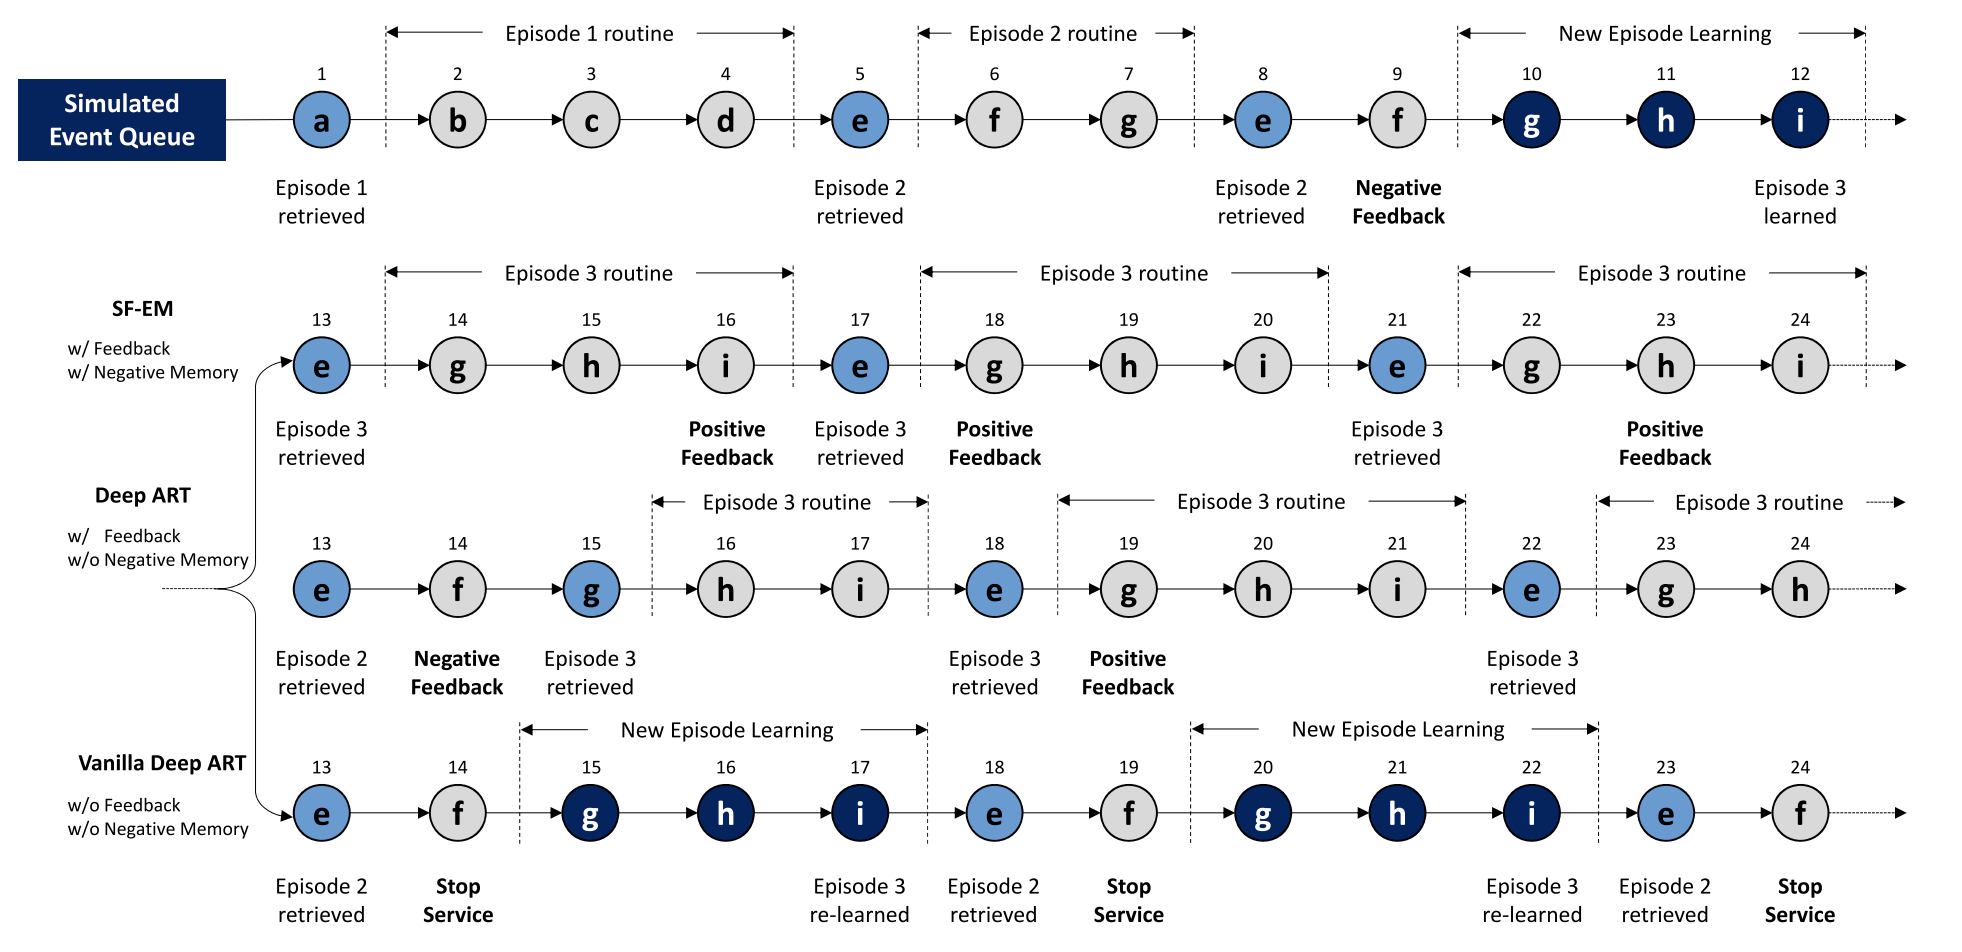 Episode 1 routine
Episode 2 routine
New Episode Learning
1 2 3 4 5 6 7 8 9 10 11 12
Simulated
Event Queue
a b c d e f g e f g h i
Episode 1
retrieved
Episode 2
retrieved
Episode 2
retrieved
Negative
Feedback
Episode 3
learned
Episode 3 routine
Episode 3 routine
Episode 3 routine
SF-EM
w/ Feedback
w/ Negative Memory
13 14 15 16 17 18 19 20 21 22 23 24
e g h i e g h i e g h i
Episode 3
retrieved
Positive
Feedback
Episode 3
retrieved
Positive
Feedback
Episode 3
retrieved
Positive
Feedback
Deep ART
w/ Feedback
w/o Negative Memory
Episode 3 routine
Episode 3 routine
Episode 3 routine
13 14 15 16 17 18 19 20 21 22 23 24
e f g h i e g h i e g h
Episode 2
retrieved
Negative
Feedback
Episode 3
retrieved
Episode 3
retrieved
Positive
Feedback
Episode 3
retrieved
New Episode Learning
New Episode Learning
Vanilla Deep ART
w/o Feedback
w/o Negative Memory
13 14 15 16 17 18 19 20 21 22 23 24
e f g h i e f g h i e f
Episode 2
retrieved
Stop
Service
Episode 3
re-learned
Episode 2
retrieved
Stop
Service
Episode 3
re-learned
Episode 2
retrieved
Stop
Service